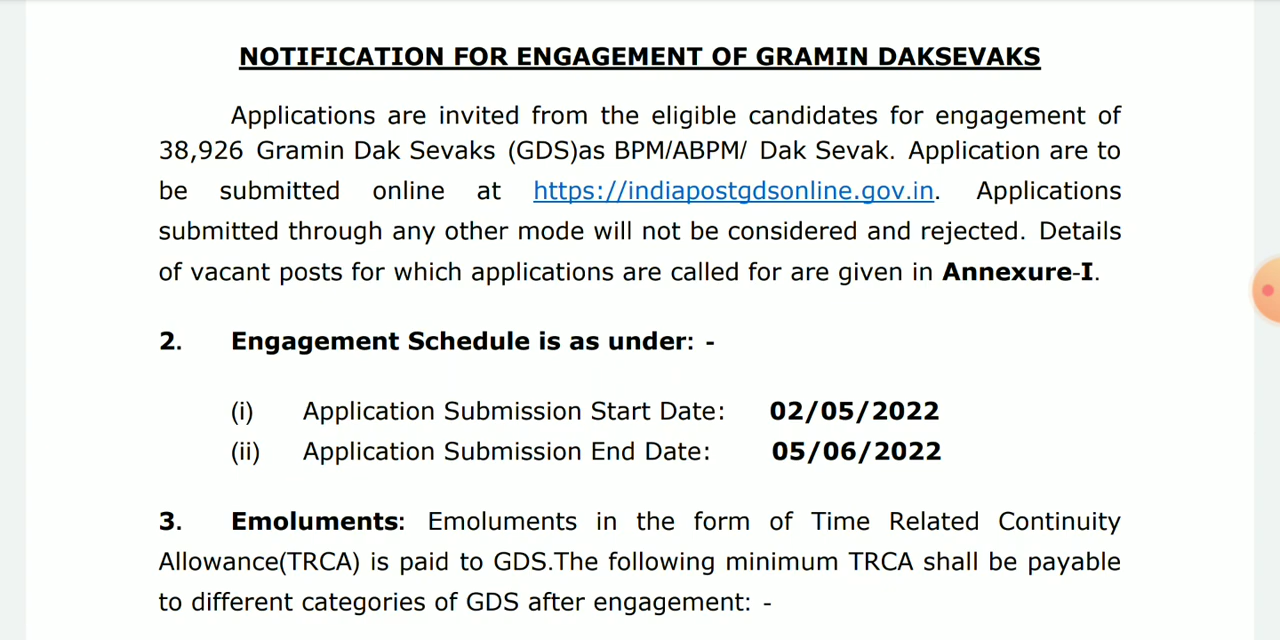 NOTIFICATION FOR ENGAGEMENT OF GRAMIN DAKSEVAKS
Applications are invited from the eligible candidates for engagement of
38,926 Gramin Dak Sevaks (GDS)as BPM/ABPM/ Dak Sevak. Application are to
be submitted online at https://indiapostgdsonline.gov.in. Applications
submitted through any other mode will not be considered and rejected. Details
of vacant posts for which applications are called for are given in Annexure-I.
2. Engagement Schedule is as under: -
(i) Application Submission Start Date: 02/05/2022
(ii) Application Submission End Date: 05/06/2022
3. Emoluments: Emoluments in the form of Time Related Continuity
Allowance(TRCA) is paid to GDS.The following minimum TRCA shall be payable
to different categories of GDS after engagement: -